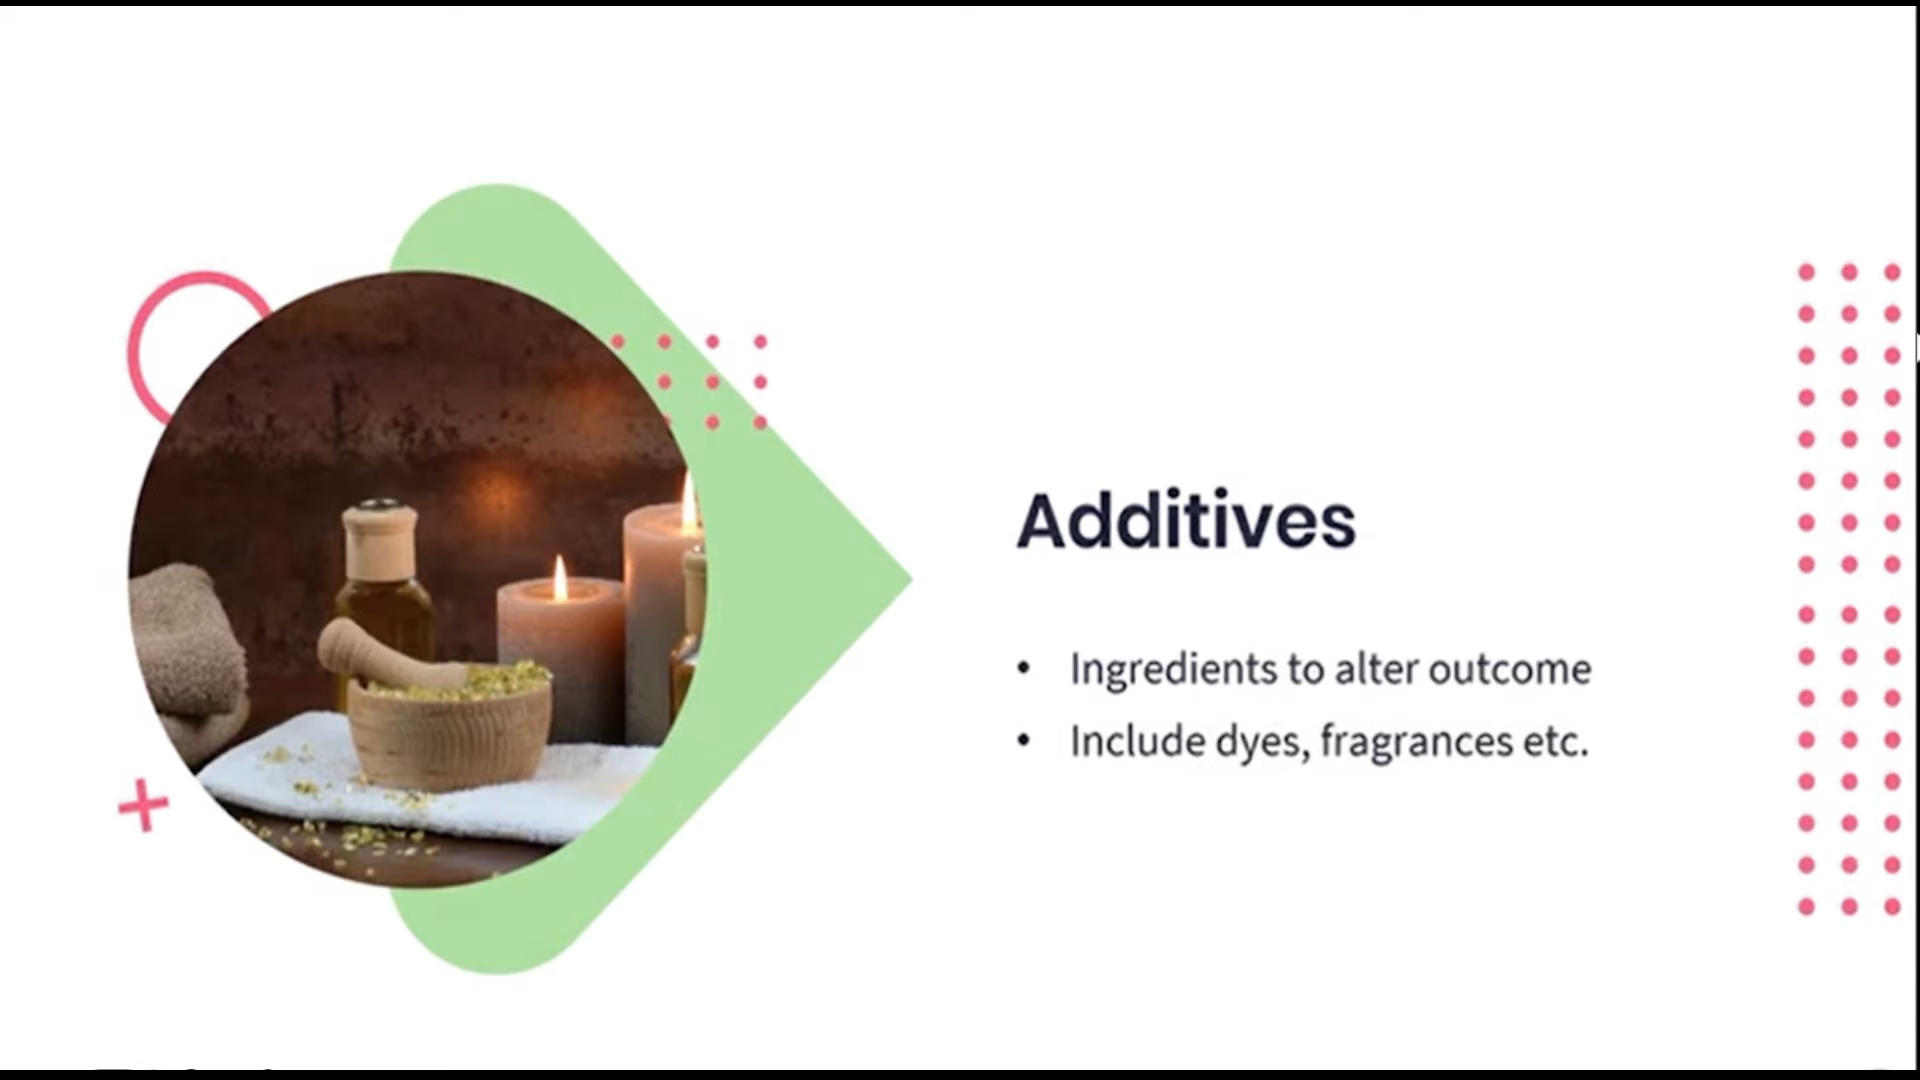 Additives
• Ingredients to alter outcome
• Include dyes, fragrances etc.